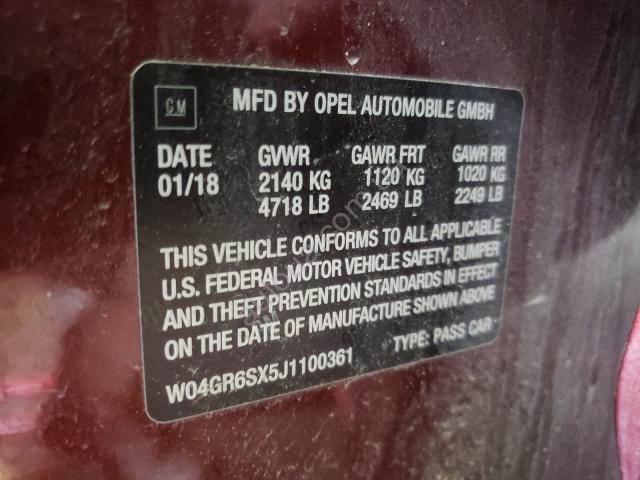 GM MFD BY OPEL AUTOMOBILE GMBH
DATE GVWR GAWR FRT GAWR RR
01/18 2140 KG 1120 KG 1020 KG
4718 LB 2469 LB 2249 LB
THIS VEHICLE CONFORMS TO ALL APPLICABLE
U.S. FEDERAL MOTOR VEHICLE SAFETY, BUMPER
AND THEFT PREVENTION STANDARDS IN EFFECT
ON THE DATE OF MANUFACTURE SHOWN ABOVE
W04GR6SX5J1100361 TYPE: PASS CAR